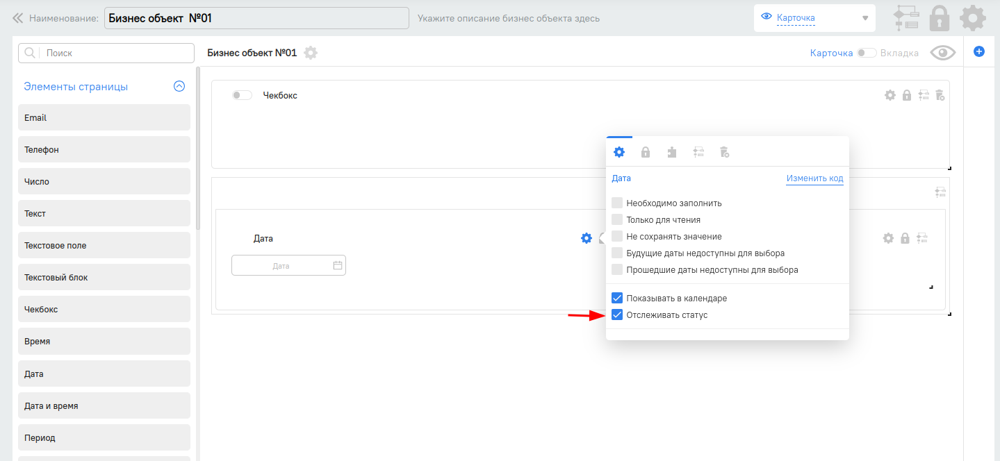 Наименование: Бизнес объект №01 Укажите описание бизнес объекта здесь Карточка
Поиск
Бизнес объект №01 Карточка Вкладка
Элементы страницы
Email
Телефон
Число
Текст
Текстовое поле
Текстовый блок
Чекбокс
Время
Дата
Дата и время
Период
Чекбокс
Дата
Дата
Дата Изменить код
Необходимо заполнить
Только для чтения
Не сохранять значение
Будущие даты недоступны для выбора
Прошедшие даты недоступны для выбора
Показывать в календаре
Отслеживать статус